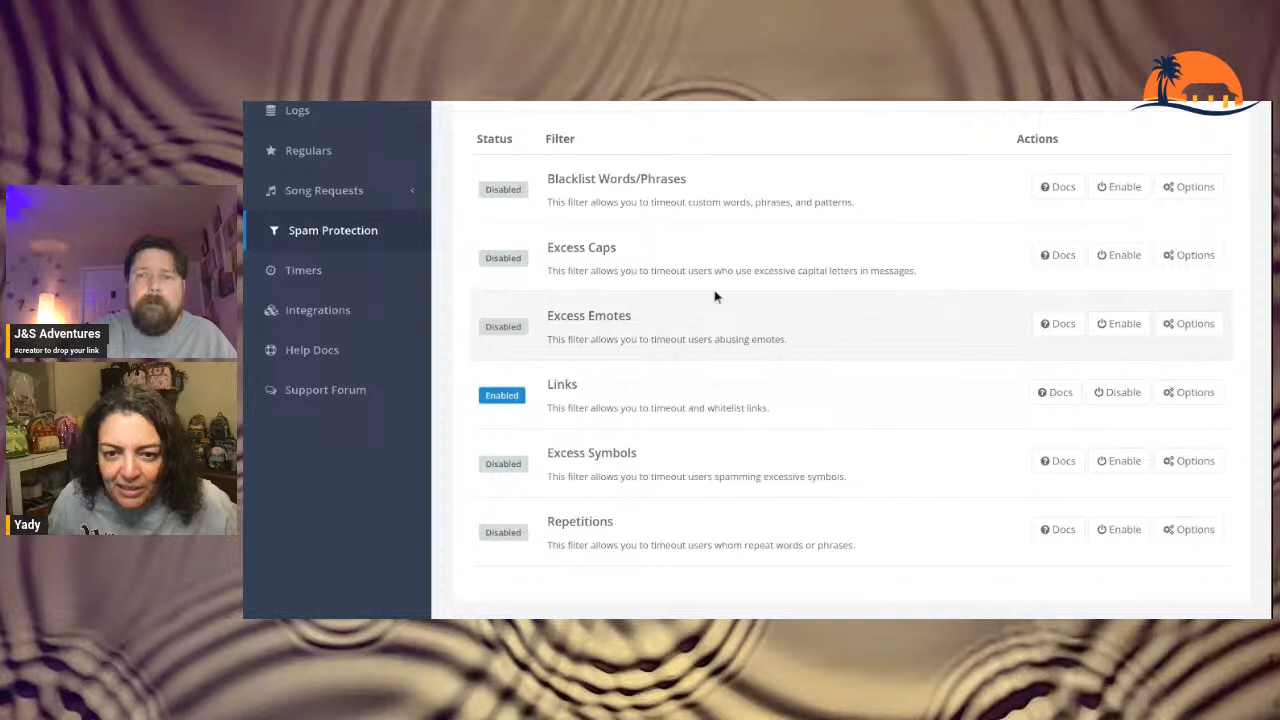 Logs
Regulars
Song Requests
Spam Protection
Timers
Integrations
Help Docs
Support Forum
Status Filter Actions
Disabled Blacklist Words/Phrases Docs Enable Options
This filter allows you to timeout custom words, phrases, and patterns.
Disabled Excess Caps Docs Enable Options
This filter allows you to timeout users who use excessive capital letters in messages.
Disabled Excess Emotes Docs Enable Options
This filter allows you to timeout users abusing emotes.
Enabled Links Docs Disable Options
This filter allows you to timeout and whitelist links.
Disabled Excess Symbols Docs Enable Options
This filter allows you to timeout users spamming excessive symbols.
Disabled Repetitions Docs Enable Options
This filter allows you to timeout users whom repeat words or phrases.
J&S Adventures
#creator to drop your link
Yady